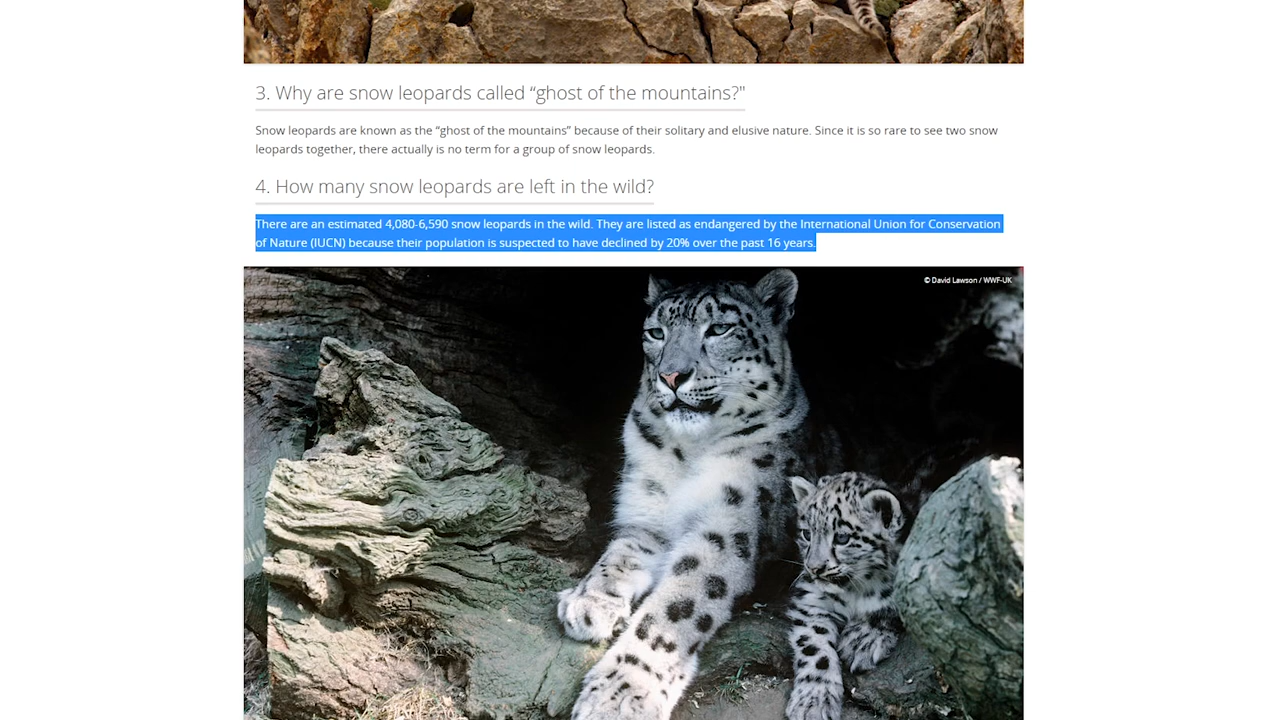 3. Why are snow leopards called “ghost of the mountains?"
Snow leopards are known as the “ghost of the mountains” because of their solitary and elusive nature. Since it is so rare to see two snow
leopards together, there actually is no term for a group of snow leopards.
4. How many snow leopards are left in the wild?
There are an estimated 4,080-6,590 snow leopards in the wild. They are listed as endangered by the International Union for Conservation
of Nature (IUCN) because their population is suspected to have declined by 20% over the past 16 years.
© David Lawson / WWF-UK